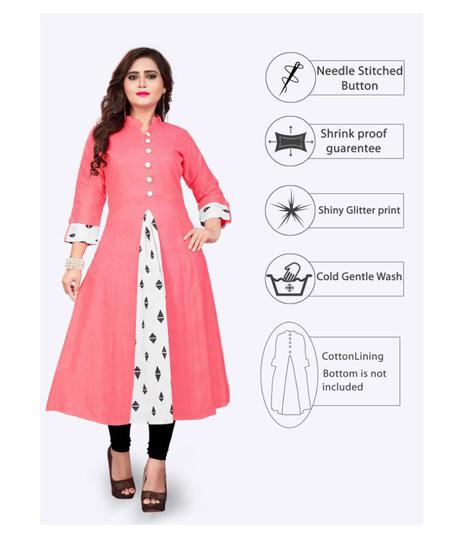 Needle Stitched
Button
Shrink proof
guarentee
Shiny Glitter print
Cold Gentle Wash
CottonLining
Bottom is not
included